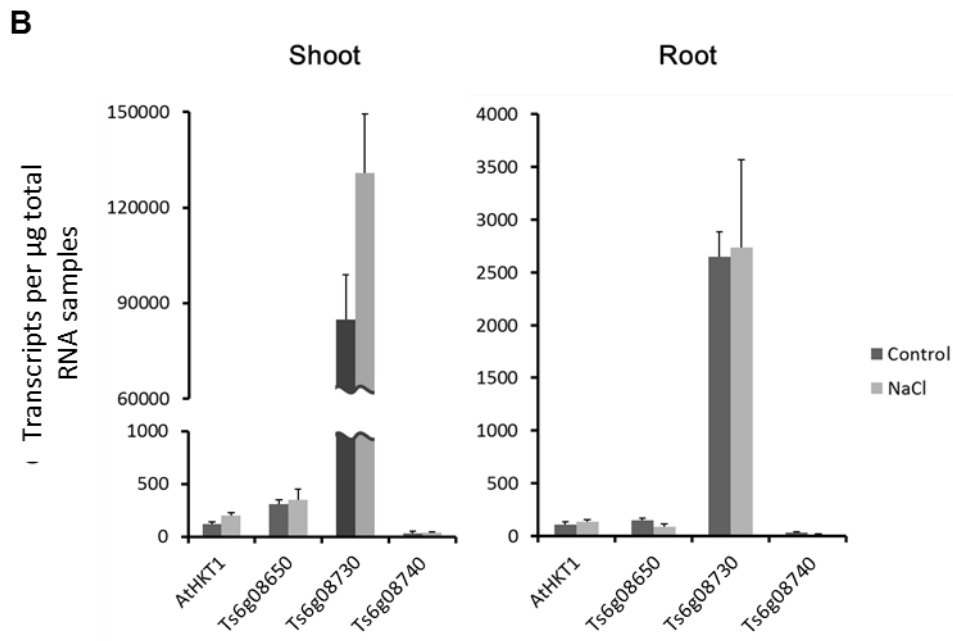 B
Shoot
Root
Transcripts per µg total
RNA samples
150000
120000
90000
60000
1000
500
0
AtHKT1
Ts6g08650
Ts6g08730
Ts6g08740
4000
3500
3000
2500
2000
1500
1000
500
0
AtHKT1
Ts6g08650
Ts6g08730
Ts6g08740
Control
NaCl